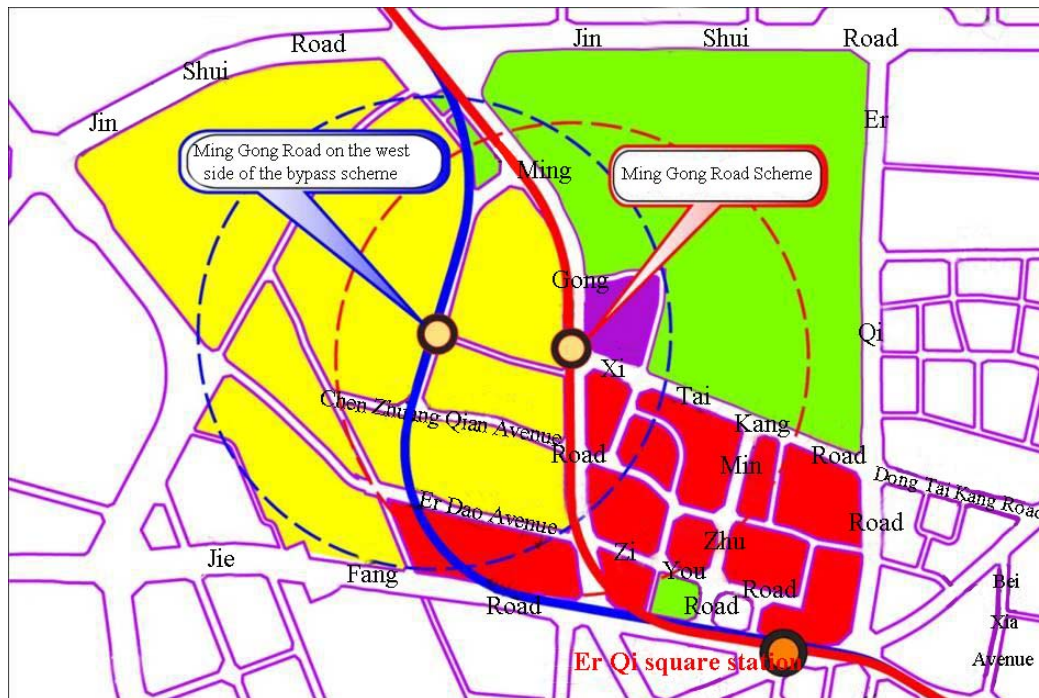 Jin
Shui
Road
Jin
Shui
Road
Er
Qi
Road
Ming Gong Road on the west
side of the bypass scheme
Ming Gong Road Scheme
Ming
Gong
Road
Xi
Tai
Kang
Road
Min
Zhu
Road
Chen Zhuang Qian Avenue
Er Dao Avenue
Dong Tai Kang Road
Jie
Fang
Road
Zi
You
Road
Bei
Xia
Avenue
Er Qi square station